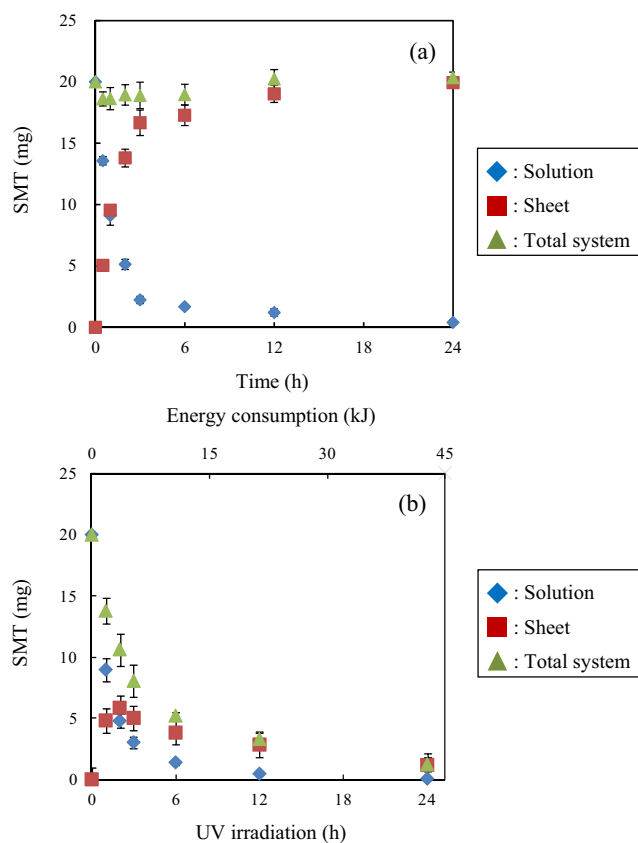 25
(a)
20
15
10
5
0
SMT (mg)
0 6 12 18 24
Time (h)
: Solution
: Sheet
: Total system
Energy consumption (kJ)
0 15 30 45
25
(b)
20
15
10
5
0
SMT (mg)
0 6 12 18 24
UV irradiation (h)
: Solution
: Sheet
: Total system